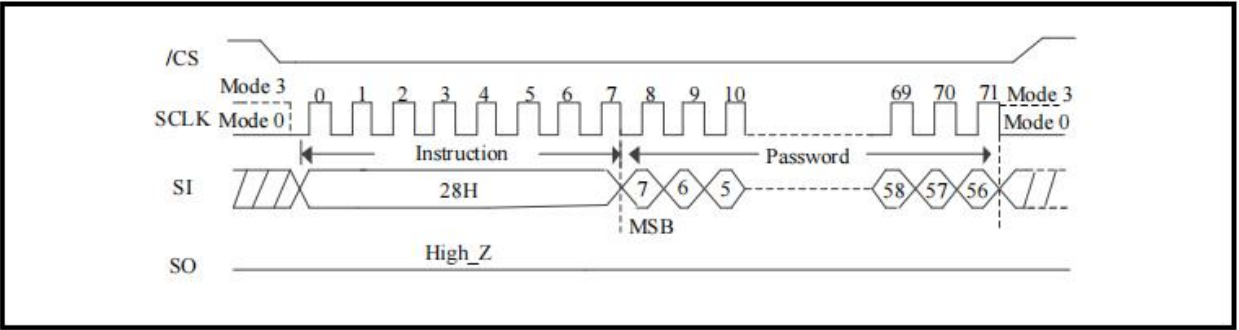 /CS
Mode 3 0 1 2 3 4 5 6 7 8 9 10 69 70 71 Mode 3
SCLK Mode 0 Mode 0
Instruction Password
SI 28H 7 6 5 58 57 56
MSB
High_Z
SO